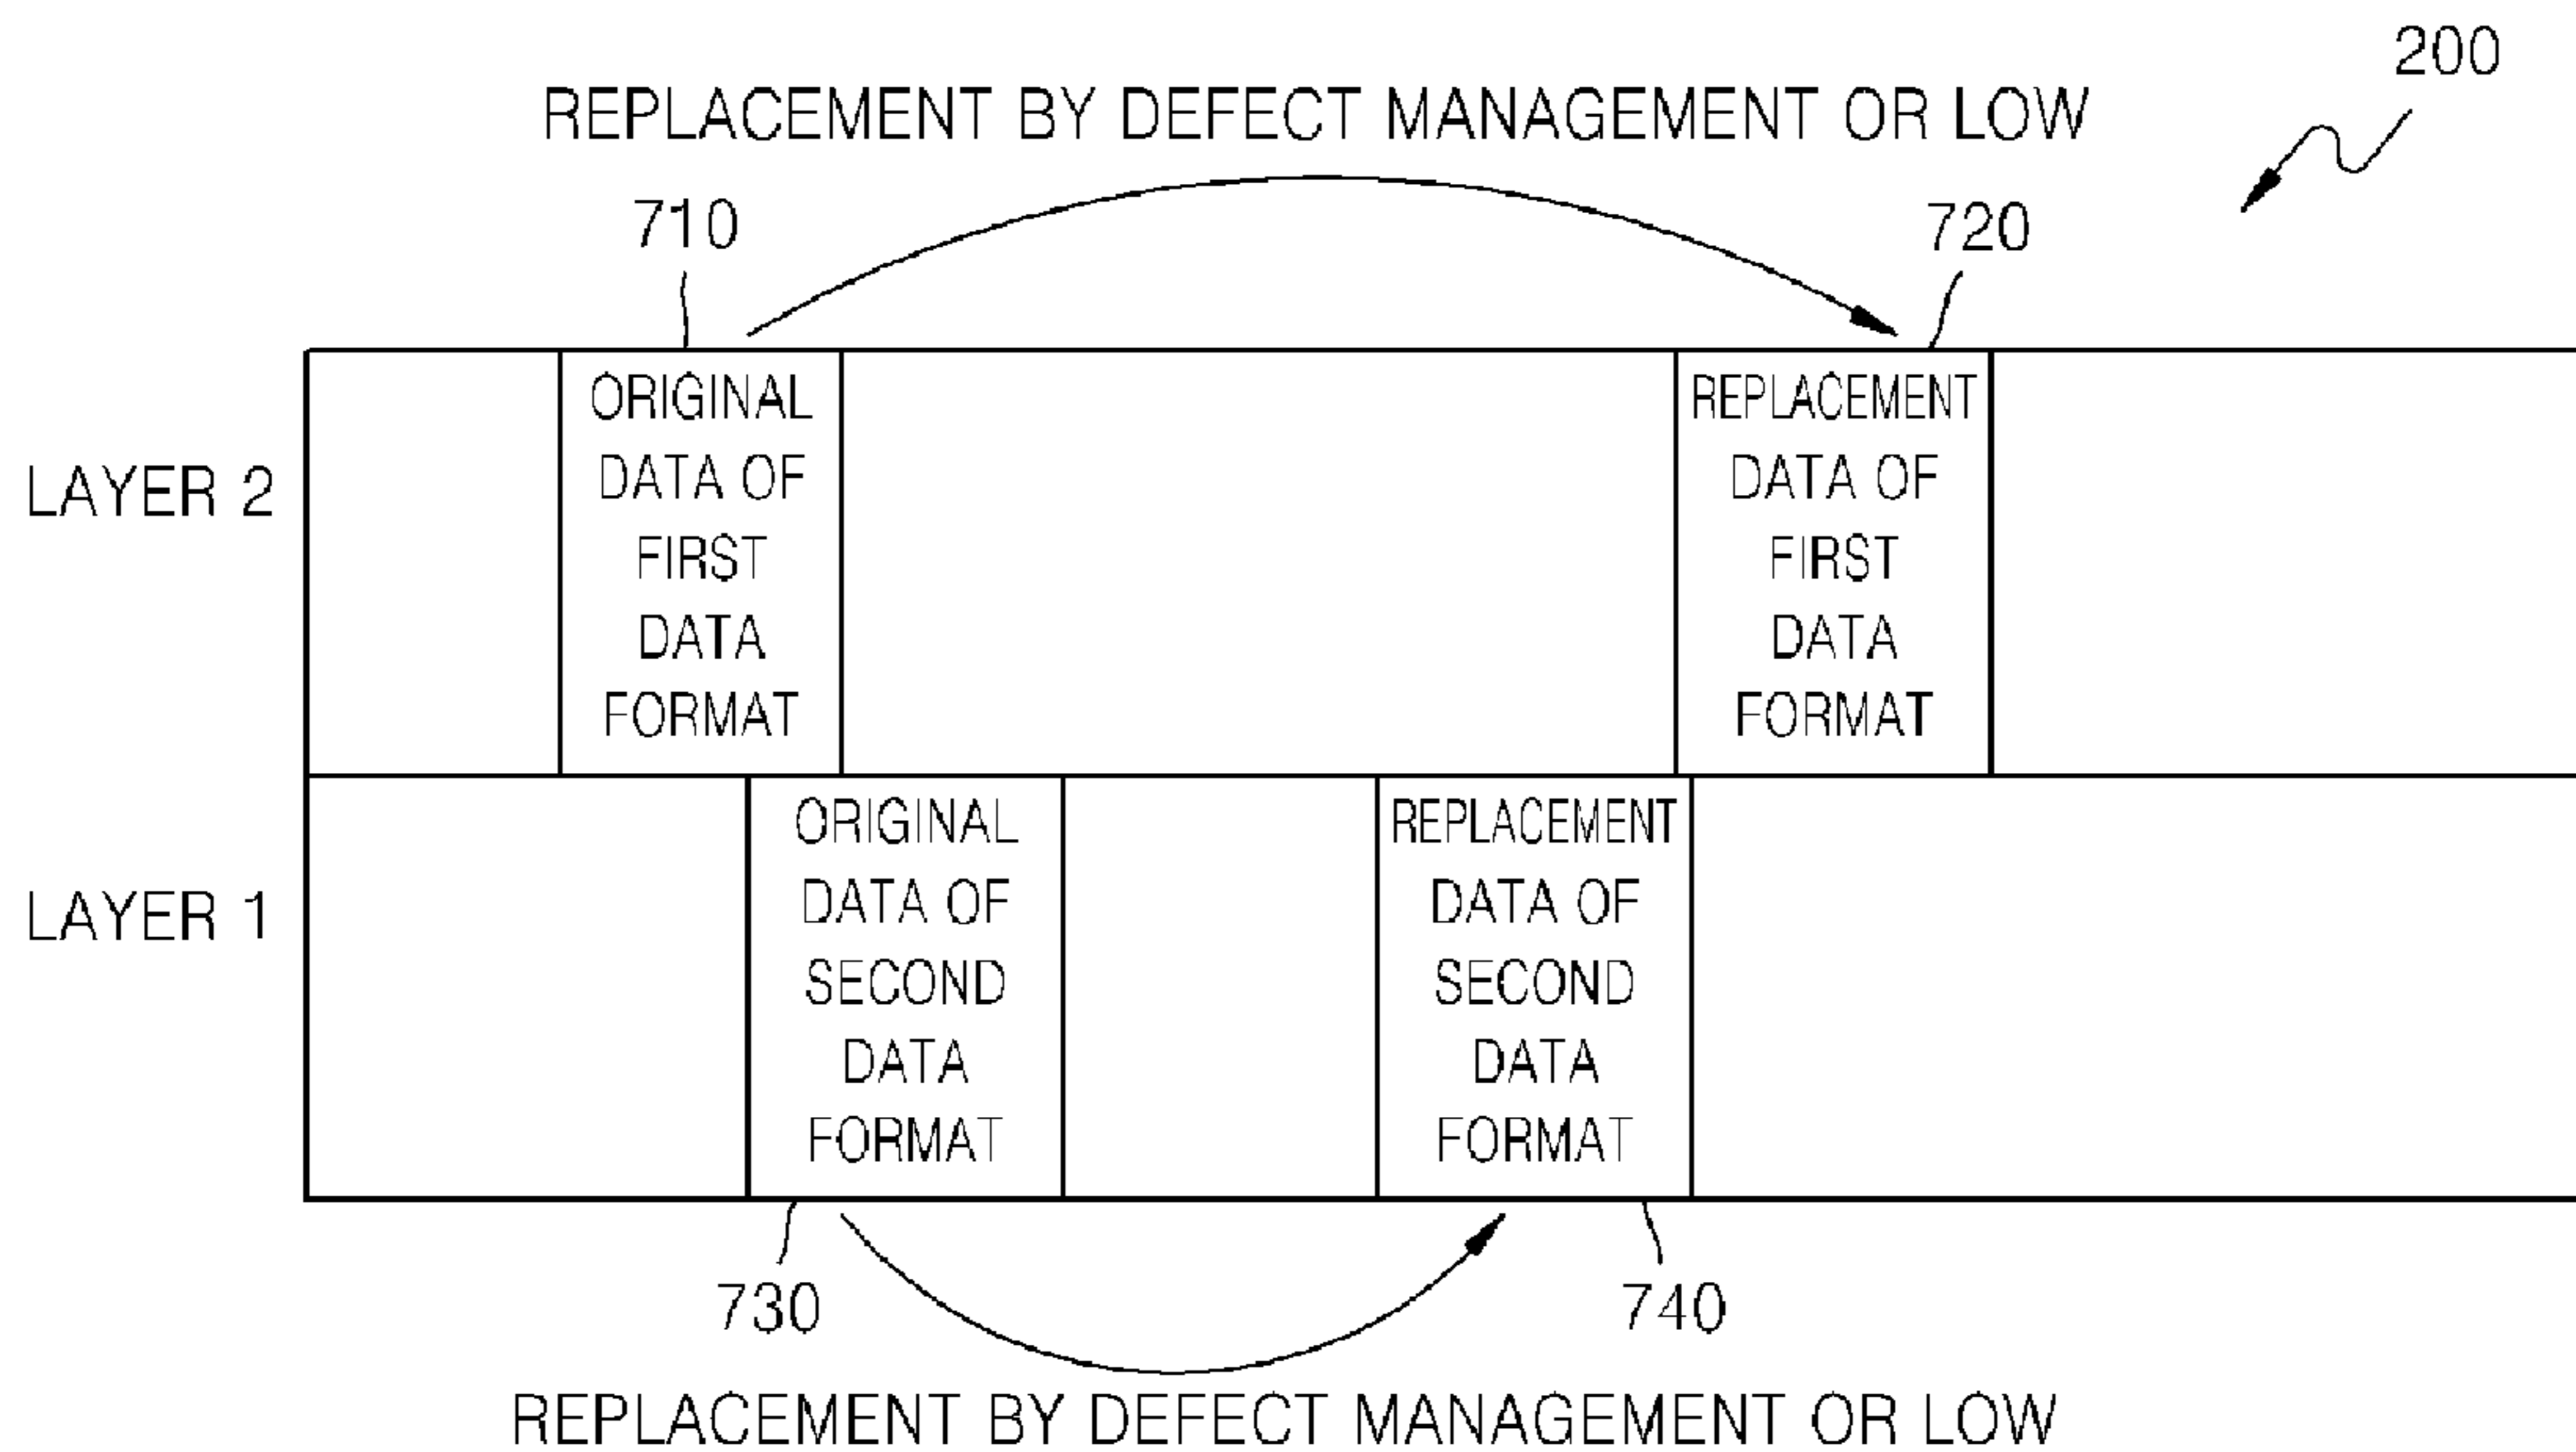 200
REPLACEMENT BY DEFECT MANAGEMENT OR LOW
710
720
LAYER 2
ORIGINAL
DATA OF
FIRST
DATA
FORMAT
REPLACEMENT
DATA OF
FIRST
DATA
FORMAT
LAYER 1
ORIGINAL
DATA OF
SECOND
DATA
FORMAT
REPLACEMENT
DATA OF
SECOND
DATA
FORMAT
730
740
REPLACEMENT BY DEFECT MANAGEMENT OR LOW